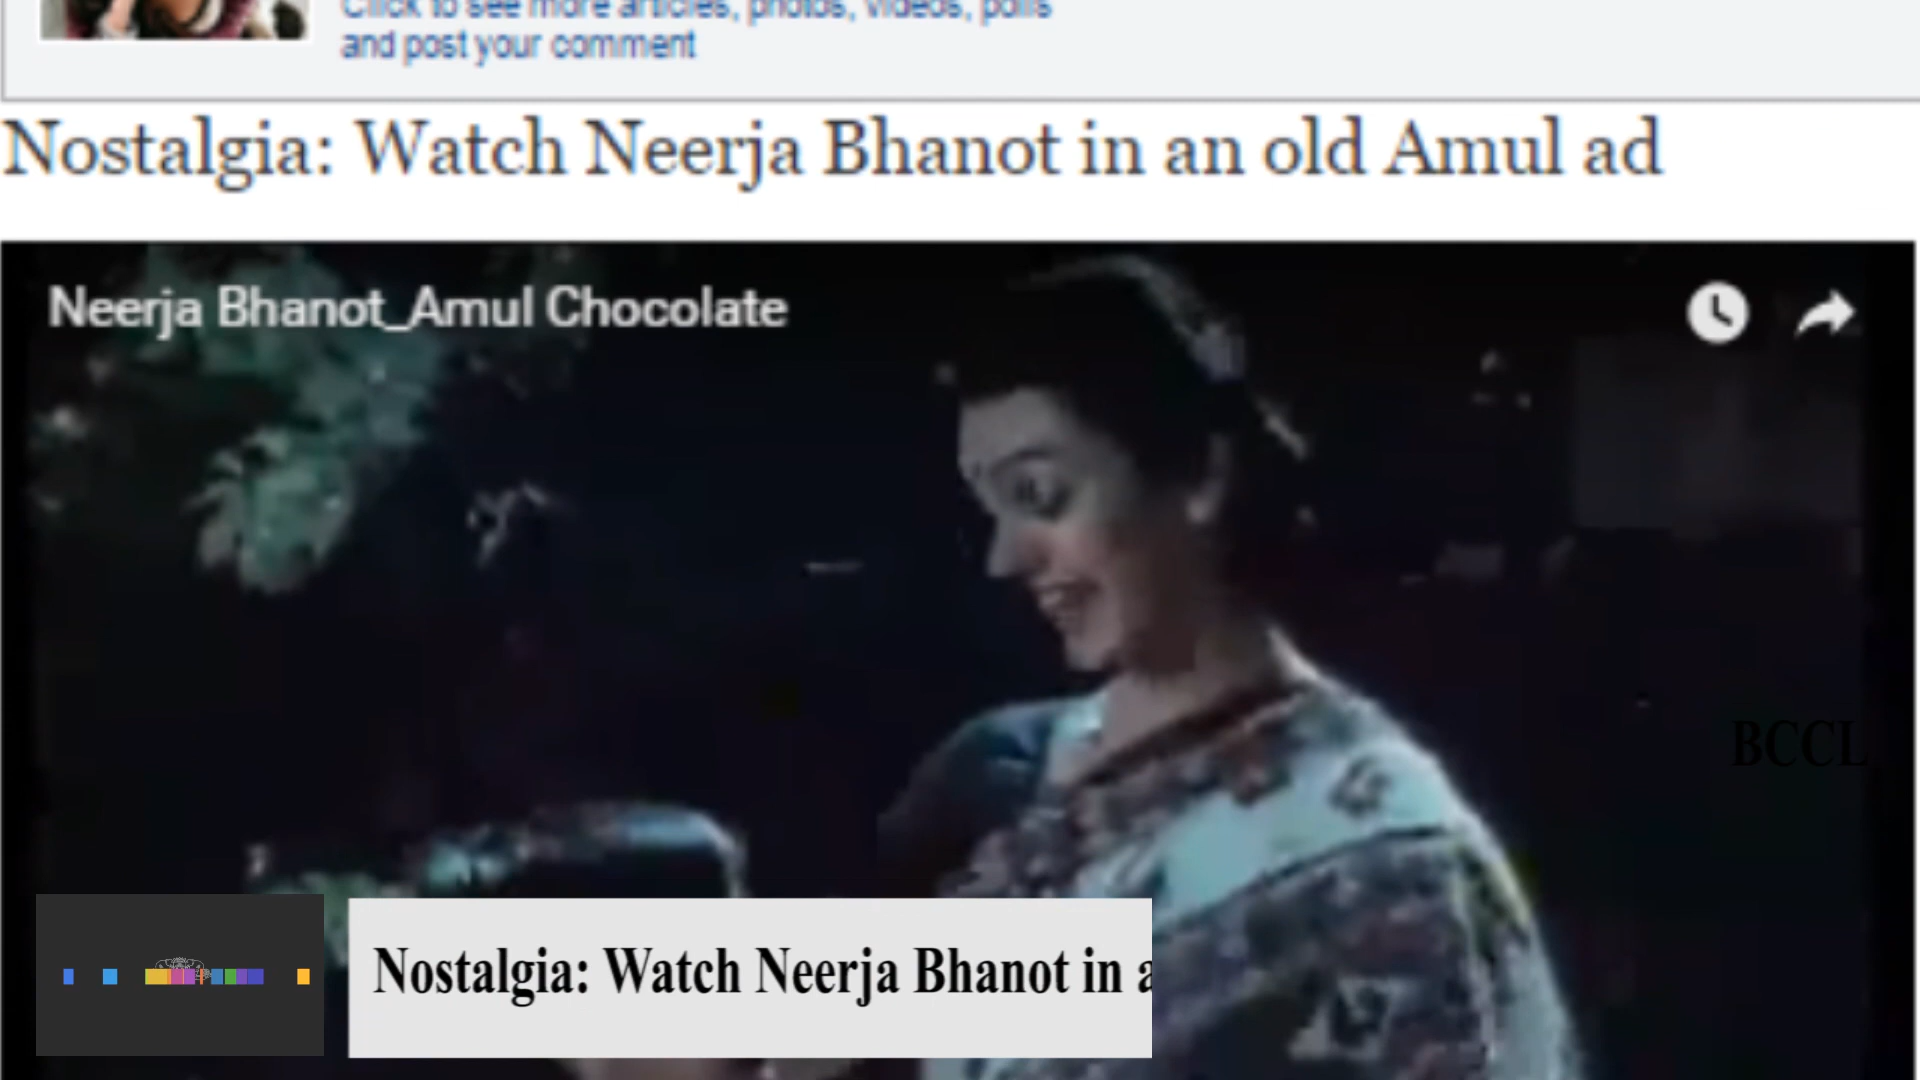 Click to see more articles, photos, videos, polls
and post your comment
Nostalgia: Watch Neerja Bhanot in an old Amul ad
Neerja Bhanot_Amul Chocolate
BCCL
Nostalgia: Watch Neerja Bhanot in a